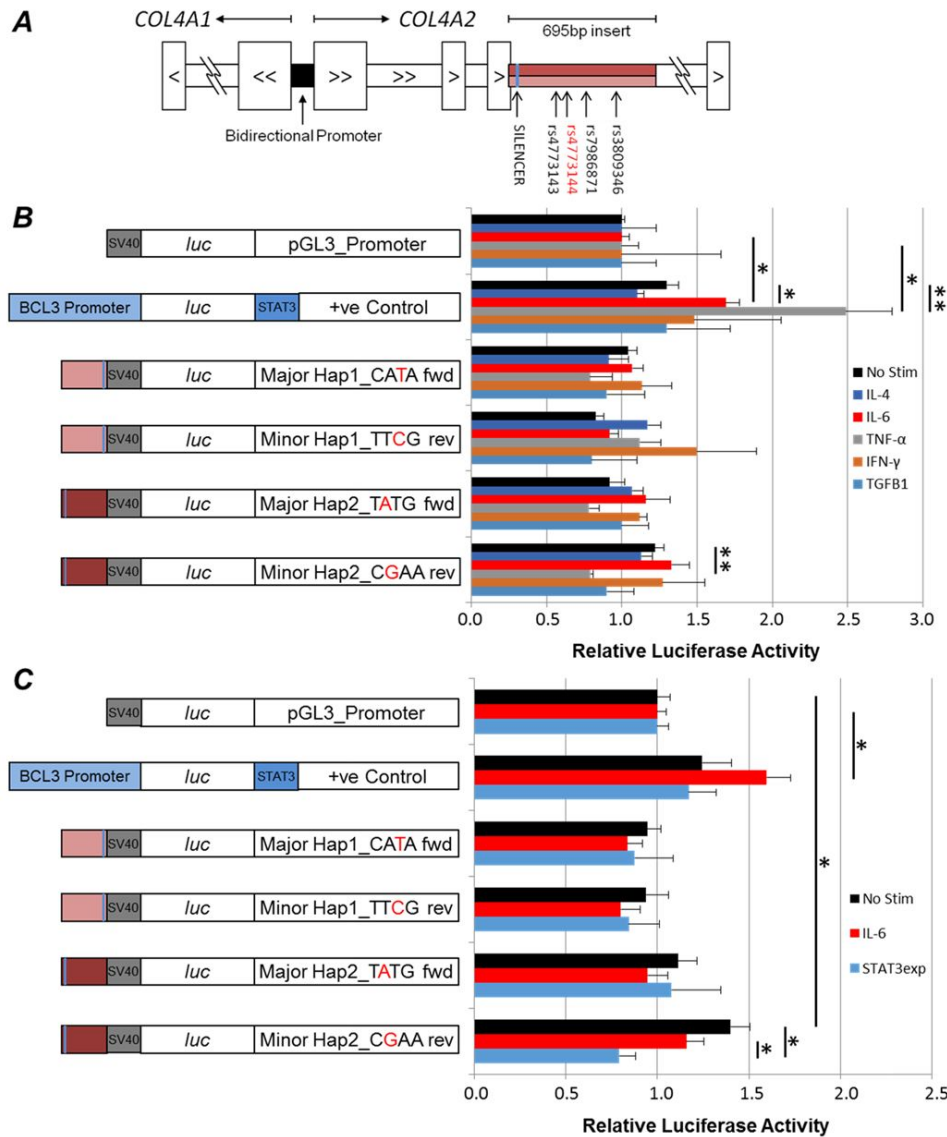 A
COL4A1
COL4A2
695bp insert
<
<<
>>
>>
>
>
>
Bidirectional Promoter
SILENCER
rs4773143
rs4773144
rs7986871
rs3809346
B
SV40 luc pGL3_Promoter
BCL3 Promoter luc STAT3 +ve Control
SV40 luc Major Hap1_CATA fwd
SV40 luc Minor Hap1_TTCG rev
SV40 luc Major Hap2_TATG fwd
SV40 luc Minor Hap2_CGAA rev
*
*
*
**
**
No Stim
IL-4
IL-6
TNF-α
IFN-γ
TGFB1
0.0 0.5 1.0 1.5 2.0 2.5 3.0
Relative Luciferase Activity
C
SV40 luc pGL3_Promoter
BCL3 Promoter luc STAT3 +ve Control
SV40 luc Major Hap1_CATA fwd
SV40 luc Minor Hap1_TTCG rev
SV40 luc Major Hap2_TATG fwd
SV40 luc Minor Hap2_CGAA rev
*
*
*
*
No Stim
IL-6
STAT3exp
0.0 0.5 1.0 1.5 2.0 2.5
Relative Luciferase Activity